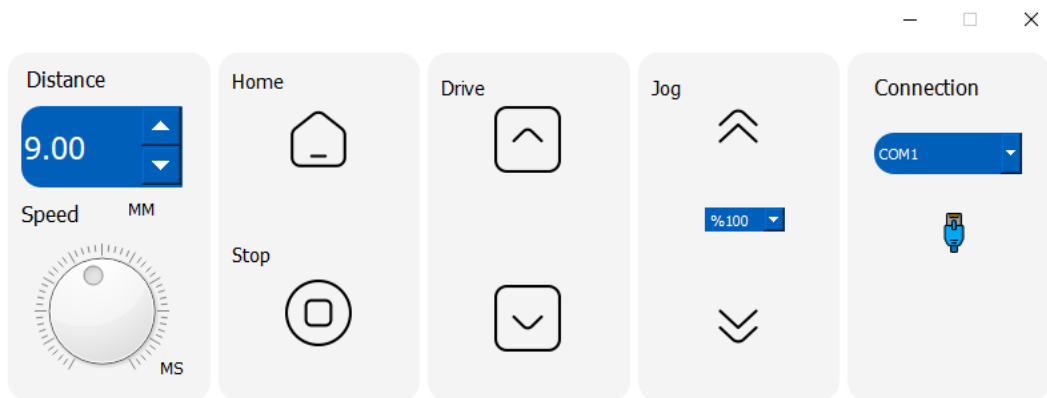 Distance
9.00
MM
Speed
MS
Home
Stop
Drive
Jog
%100
Connection
COM1